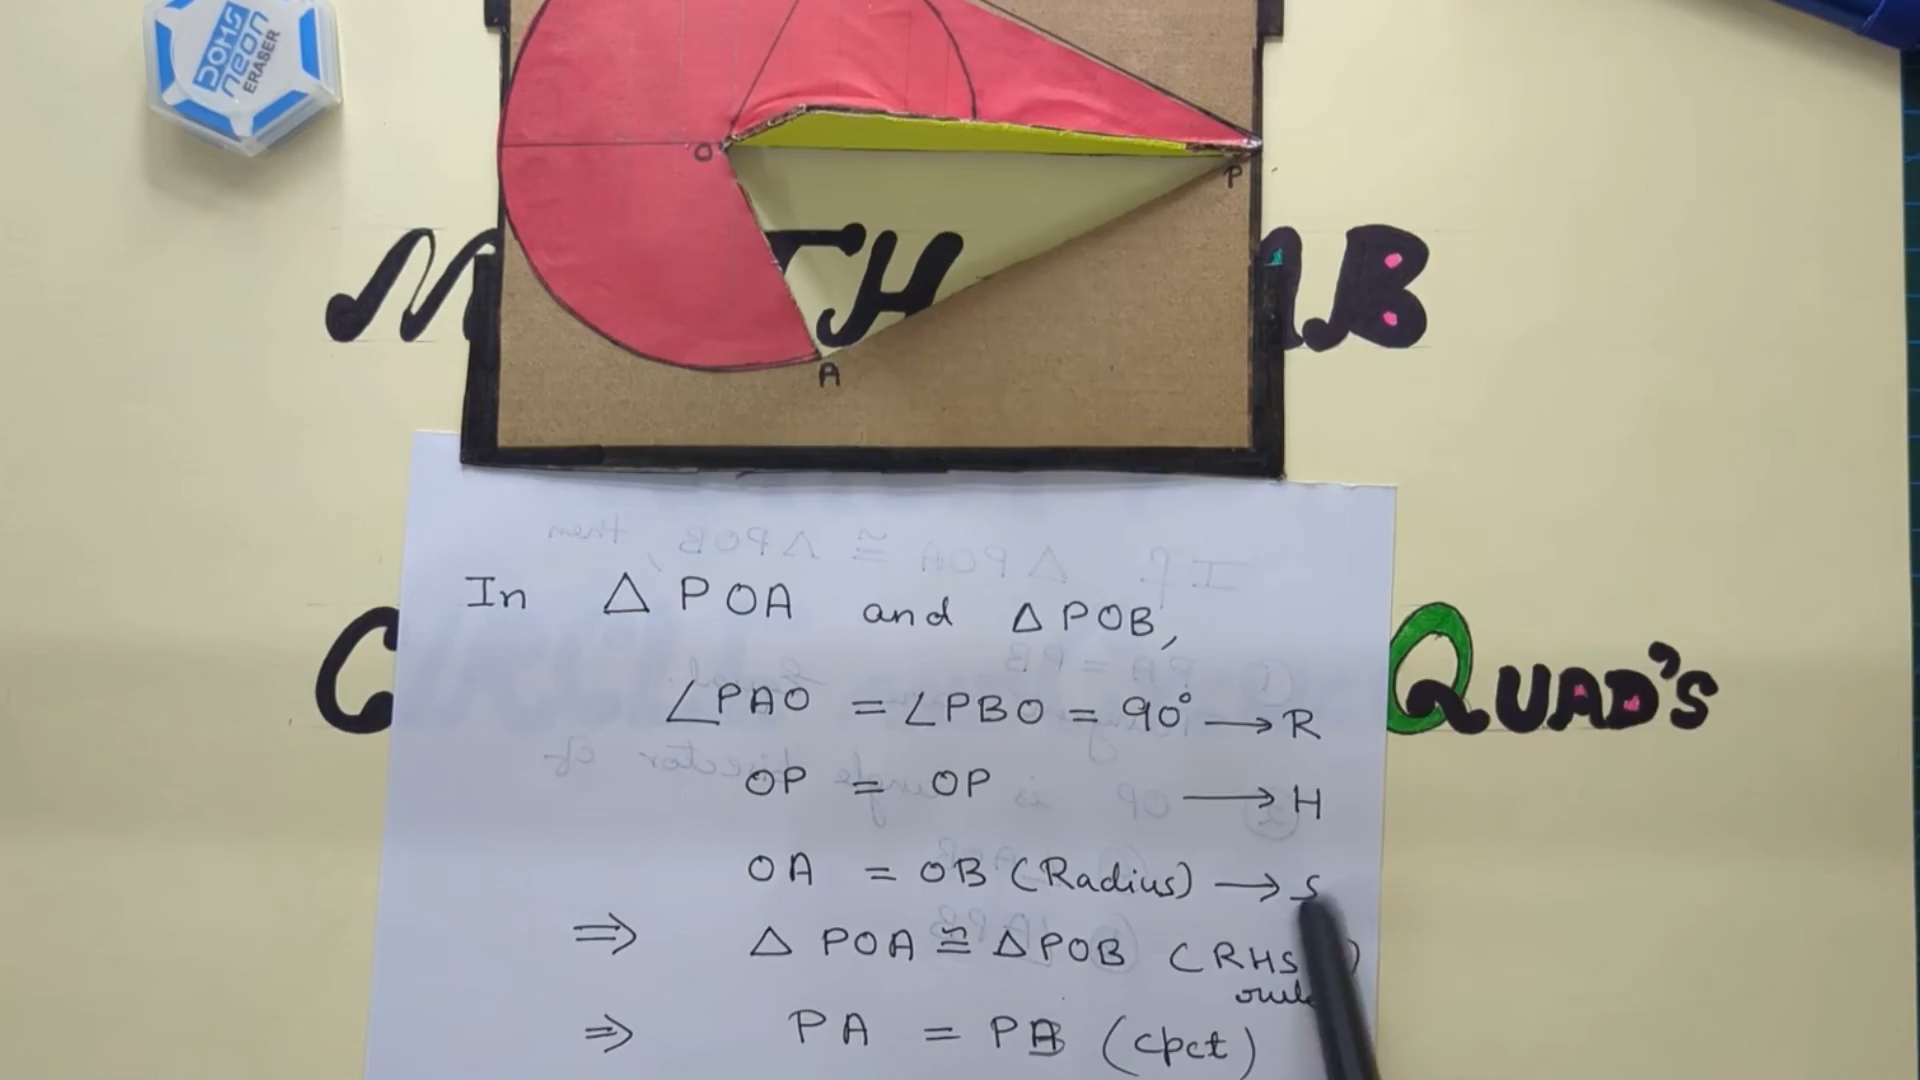 DOMS
neon
ERASER
O
P
A
In △ POA and △ POB,
∠PAO = ∠PBO = 90° → R
OP = OP → H
OA = OB (Radius) → S
⇒ △ POA ≅ △ POB (RHS
rule
⇒ PA = PB (cpct)
QUAD'S